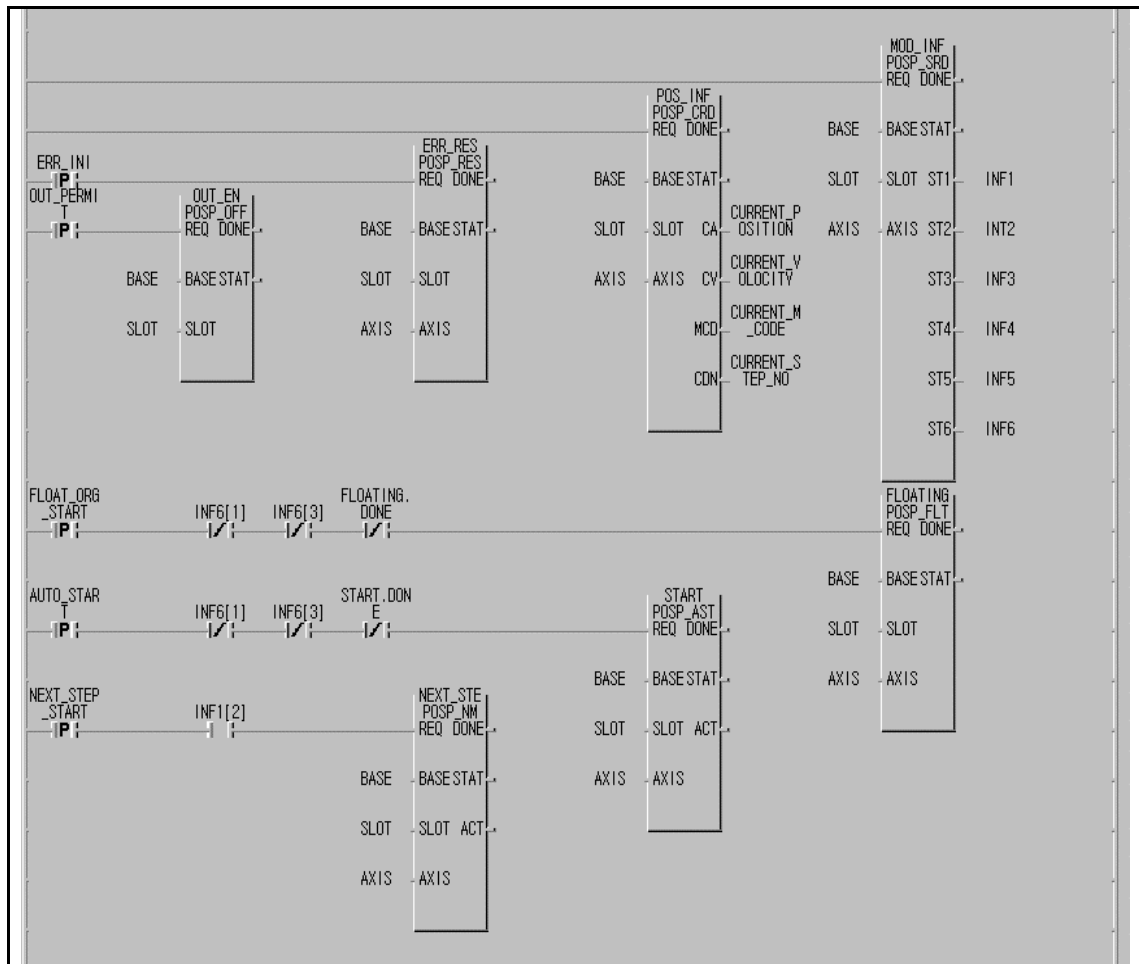 MOD_INF
POSP_SRD
REQ DONE
POS_INF
POSP_CRD
REQ DONE
BASE BASE STAT
ERR_RES
POSP_RES
REQ DONE
ERR_INI
P
BASE BASE STAT
SLOT SLOT ST1 INF1
OUT_PERMI
T
P
OUT_EN
POSP_OFF
REQ DONE
BASE BASE STAT
SLOT SLOT CA CURRENT_P
OSITION
AXIS AXIS ST2 INT2
BASE BASE STAT
SLOT SLOT
AXIS AXIS CV CURRENT_V
OLOCITY
ST3 INF3
SLOT SLOT
AXIS AXIS
MCD CURRENT_M
_CODE
ST4 INF4
CDN CURRENT_S
TEP_NO
ST5 INF5
ST6 INF6
FLOAT_ORG
_START
P
INF6[1]
INF6[3]
FLOATING.
DONE
FLOATING
POSP_FLT
REQ DONE
BASE BASE STAT
AUTO_STAR
T
P
INF6[1]
INF6[3]
START.DON
E
START
POSP_AST
REQ DONE
SLOT SLOT
BASE BASE STAT
AXIS AXIS
NEXT_STEP
_START
P
INF1[2]
NEXT_STE
POSP_NM
REQ DONE
SLOT SLOT ACT
BASE BASE STAT
AXIS AXIS
SLOT SLOT ACT
AXIS AXIS